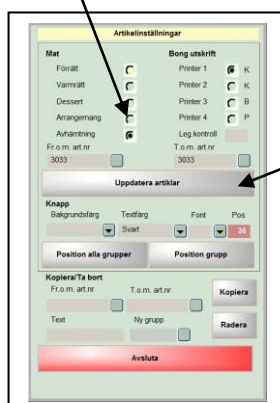 Artikelinställningar
Mat Bong utskrift
Förrätt Printer 1 K
Varmrätt Printer 2 K
Dessert Printer 3 B
Arrangemang Printer 4 P
Avhämtning Leg.kontroll
Fr.o.m. art.nr T.o.m. art.nr
3033 3033
Uppdatera artiklar
Knapp
Bakgrundsfärg Textfärg Font Pos
Svart 36
Position alla grupper Position grupp
Kopiera/Ta bort
Fr.o.m. art.nr T.o.m. art.nr Kopiera
Text Ny grupp Radera
Avsluta